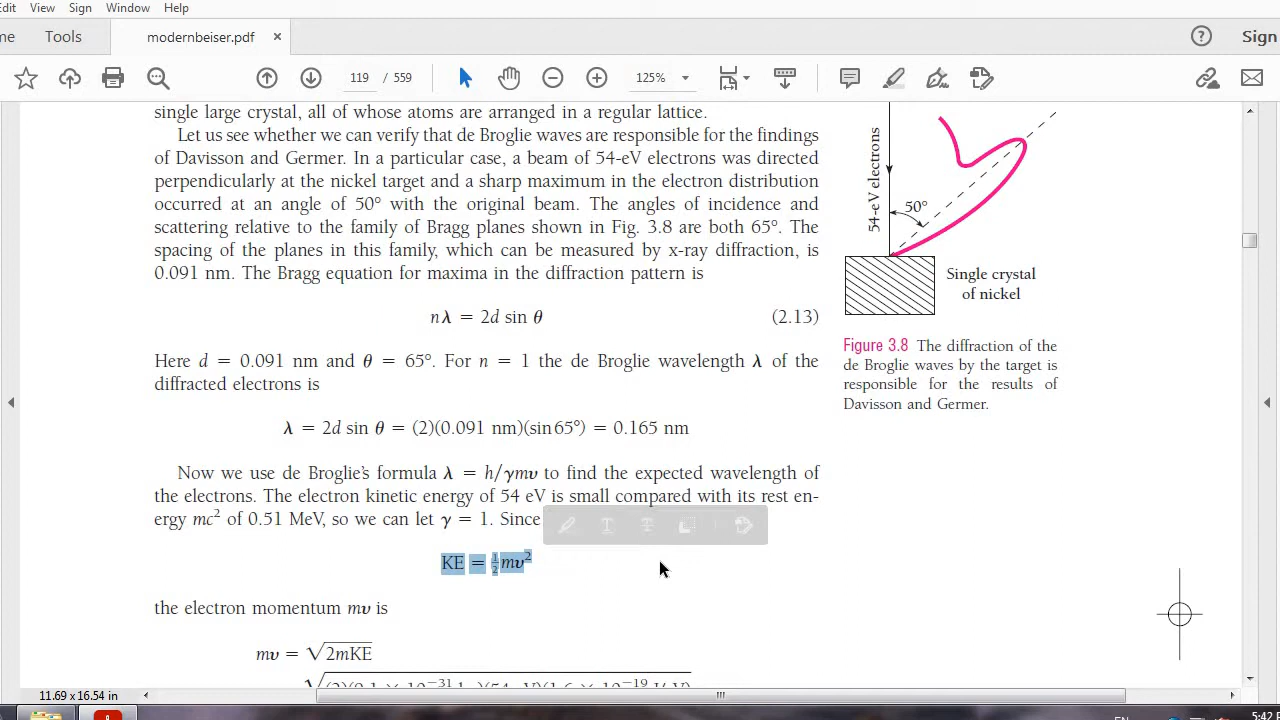 Edit View Sign Window Help
me Tools modernbeiser.pdf × ? Sign
119 / 559 125%
single large crystal, all of whose atoms are arranged in a regular lattice.
Let us see whether we can verify that de Broglie waves are responsible for the findings
of Davisson and Germer. In a particular case, a beam of 54-eV electrons was directed
perpendicularly at the nickel target and a sharp maximum in the electron distribution
occurred at an angle of 50° with the original beam. The angles of incidence and
scattering relative to the family of Bragg planes shown in Fig. 3.8 are both 65°. The
spacing of the planes in this family, which can be measured by x-ray diffraction, is
0.091 nm. The Bragg equation for maxima in the diffraction pattern is
nλ = 2d sin θ (2.13)
Here d = 0.091 nm and θ = 65°. For n = 1 the de Broglie wavelength λ of the
diffracted electrons is
λ = 2d sin θ = (2)(0.091 nm)(sin65°) = 0.165 nm
Now we use de Broglie's formula λ = h/γmυ to find the expected wavelength of
the electrons. The electron kinetic energy of 54 eV is small compared with its rest en-
ergy mc² of 0.51 MeV, so we can let γ = 1. Since
KE = ½mυ²
the electron momentum mυ is
mυ = √2mKE
54-eV electrons
50°
Single crystal
of nickel
Figure 3.8 The diffraction of the
de Broglie waves by the target is
responsible for the results of
Davisson and Germer.
11.69 x 16.54 in
EN 5:42